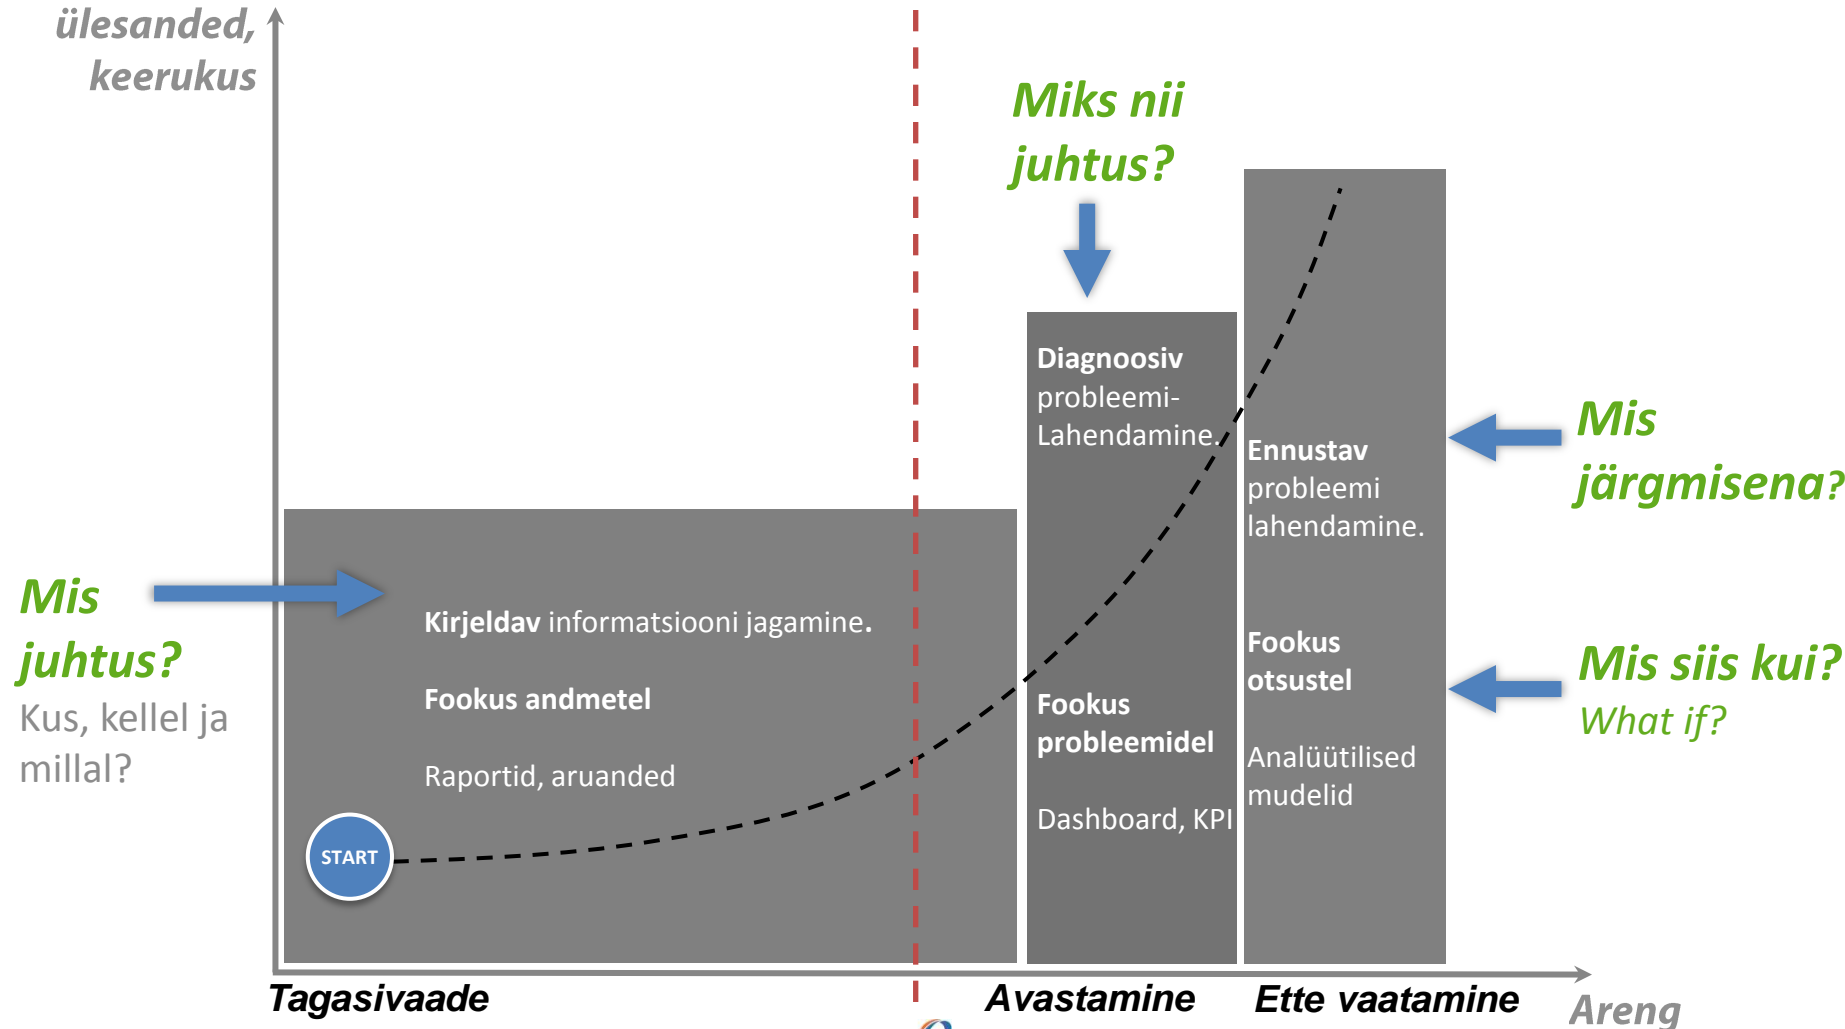 ülesanded,
keerukus
Miks nii
juhtus?
Diagnoosiv
probleemi-
Lahendamine.
Ennustav
probleemi
lahendamine.
Mis
järgmisena?
Mis
juhtus?
Kus, kellel ja
millal?
Kirjeldav informatsiooni jagamine.
Fookus andmetel
Raportid, aruanded
START
Fookus
probleemidel
Dashboard, KPI
Fookus
otsustel
Analüütilised
mudelid
Mis siis kui?
What if?
Tagasivaade
Avastamine
Ette vaatamine
Areng